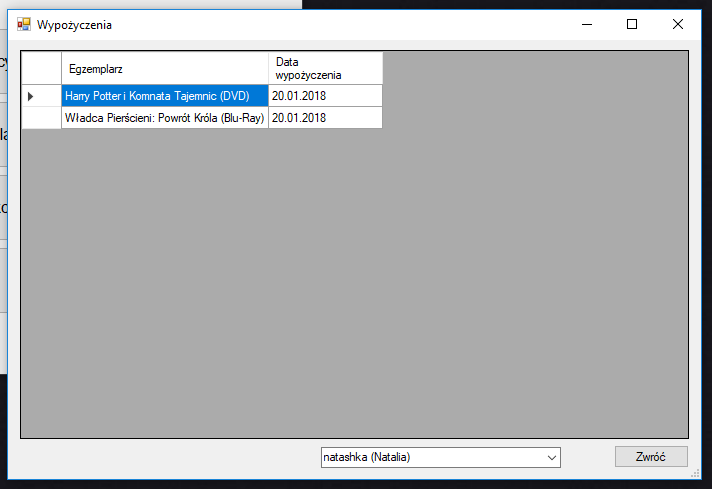 Wypożyczenia
Egzemplarz
Data
wypożyczenia
Harry Potter i Komnata Tajemnic (DVD) 20.01.2018
Władca Pierścieni: Powrót Króla (Blu-Ray) 20.01.2018
natashka (Natalia)
Zwróć